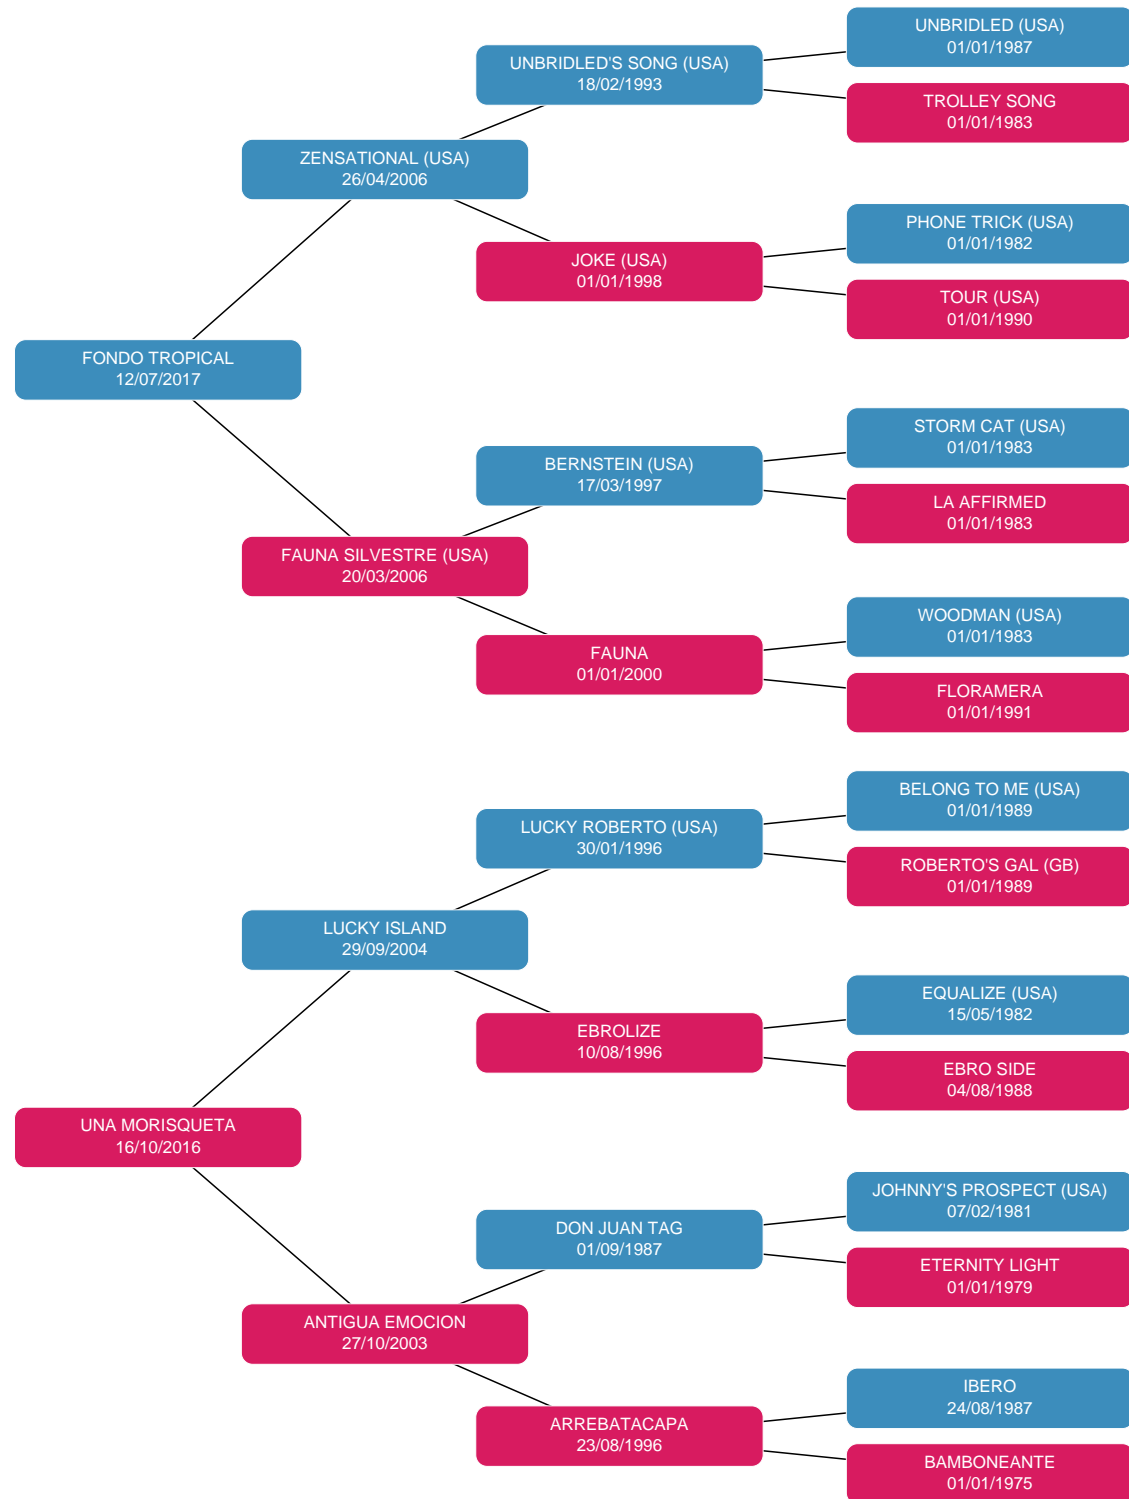 UNBRIDLED (USA)
01/01/1987
UNBRIDLED'S SONG (USA)
18/02/1993
TROLLEY SONG
01/01/1983
ZENSATIONAL (USA)
26/04/2006
PHONE TRICK (USA)
01/01/1982
JOKE (USA)
01/01/1998
TOUR (USA)
01/01/1990
FONDO TROPICAL
12/07/2017
STORM CAT (USA)
01/01/1983
BERNSTEIN (USA)
17/03/1997
LA AFFIRMED
01/01/1983
FAUNA SILVESTRE (USA)
20/03/2006
WOODMAN (USA)
01/01/1983
FAUNA
01/01/2000
FLORAMERA
01/01/1991
BELONG TO ME (USA)
01/01/1989
LUCKY ROBERTO (USA)
30/01/1996
ROBERTO'S GAL (GB)
01/01/1989
LUCKY ISLAND
29/09/2004
EQUALIZE (USA)
15/05/1982
EBROLIZE
10/08/1996
EBRO SIDE
04/08/1988
UNA MORISQUETA
16/10/2016
JOHNNY'S PROSPECT (USA)
07/02/1981
DON JUAN TAG
01/09/1987
ETERNITY LIGHT
01/01/1979
ANTIGUA EMOCION
27/10/2003
IBERO
24/08/1987
ARREBATACAPA
23/08/1996
BAMBONEANTE
01/01/1975